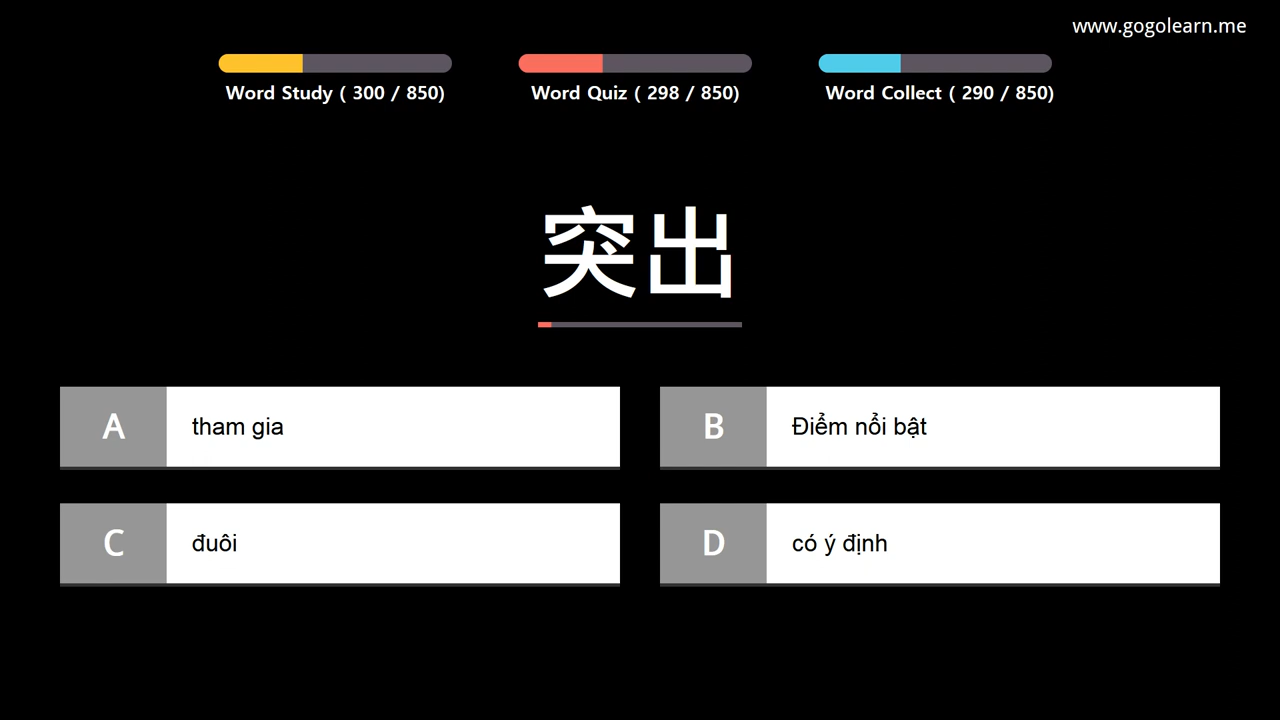 www.gogolearn.me
Word Study ( 300 / 850)
Word Quiz ( 298 / 850)
Word Collect ( 290 / 850)
突出
A tham gia
B Điểm nổi bật
C đuôi
D có ý định